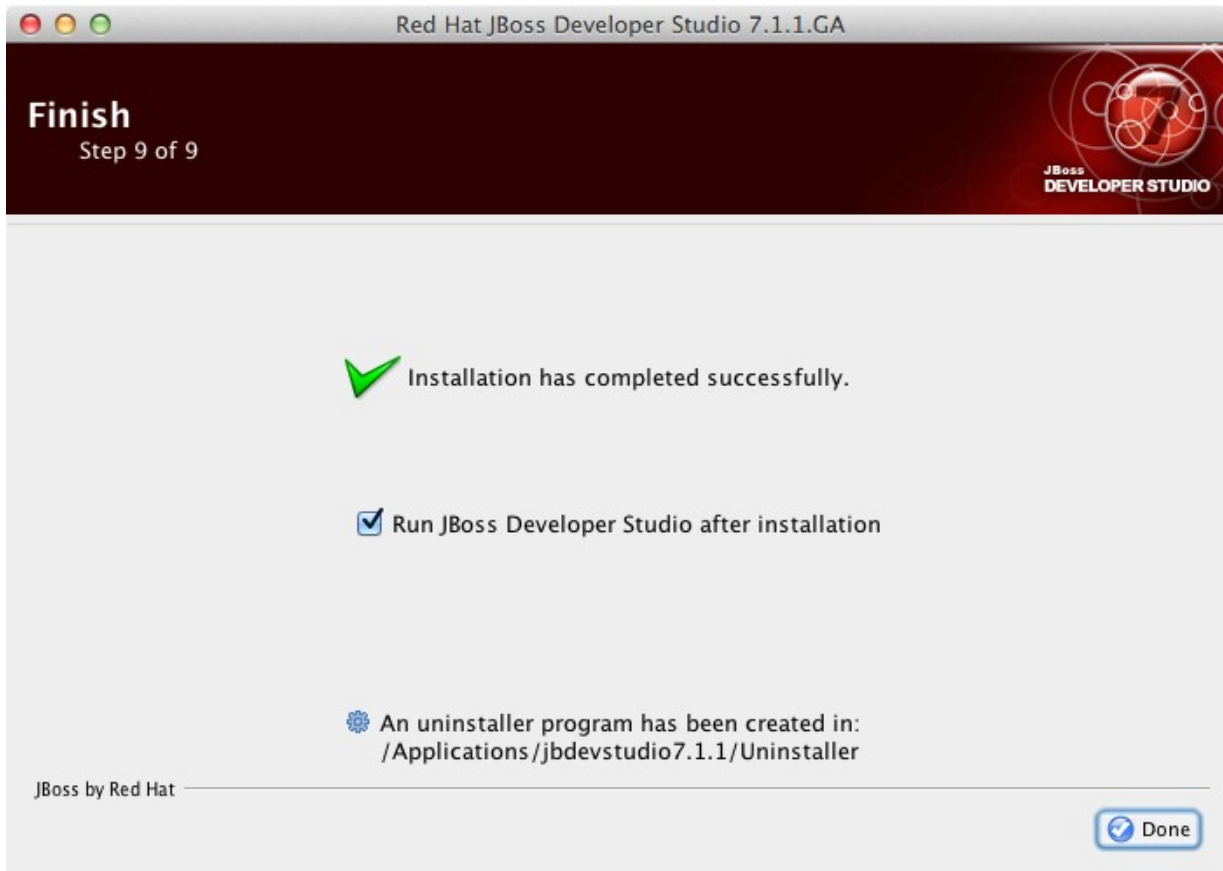 Red Hat JBoss Developer Studio 7.1.1.GA
Finish
Step 9 of 9
7
JBoss
DEVELOPER STUDIO
Installation has completed successfully.
Run JBoss Developer Studio after installation
An uninstaller program has been created in:
/Applications/jbdevstudio7.1.1/Uninstaller
JBoss by Red Hat
Done